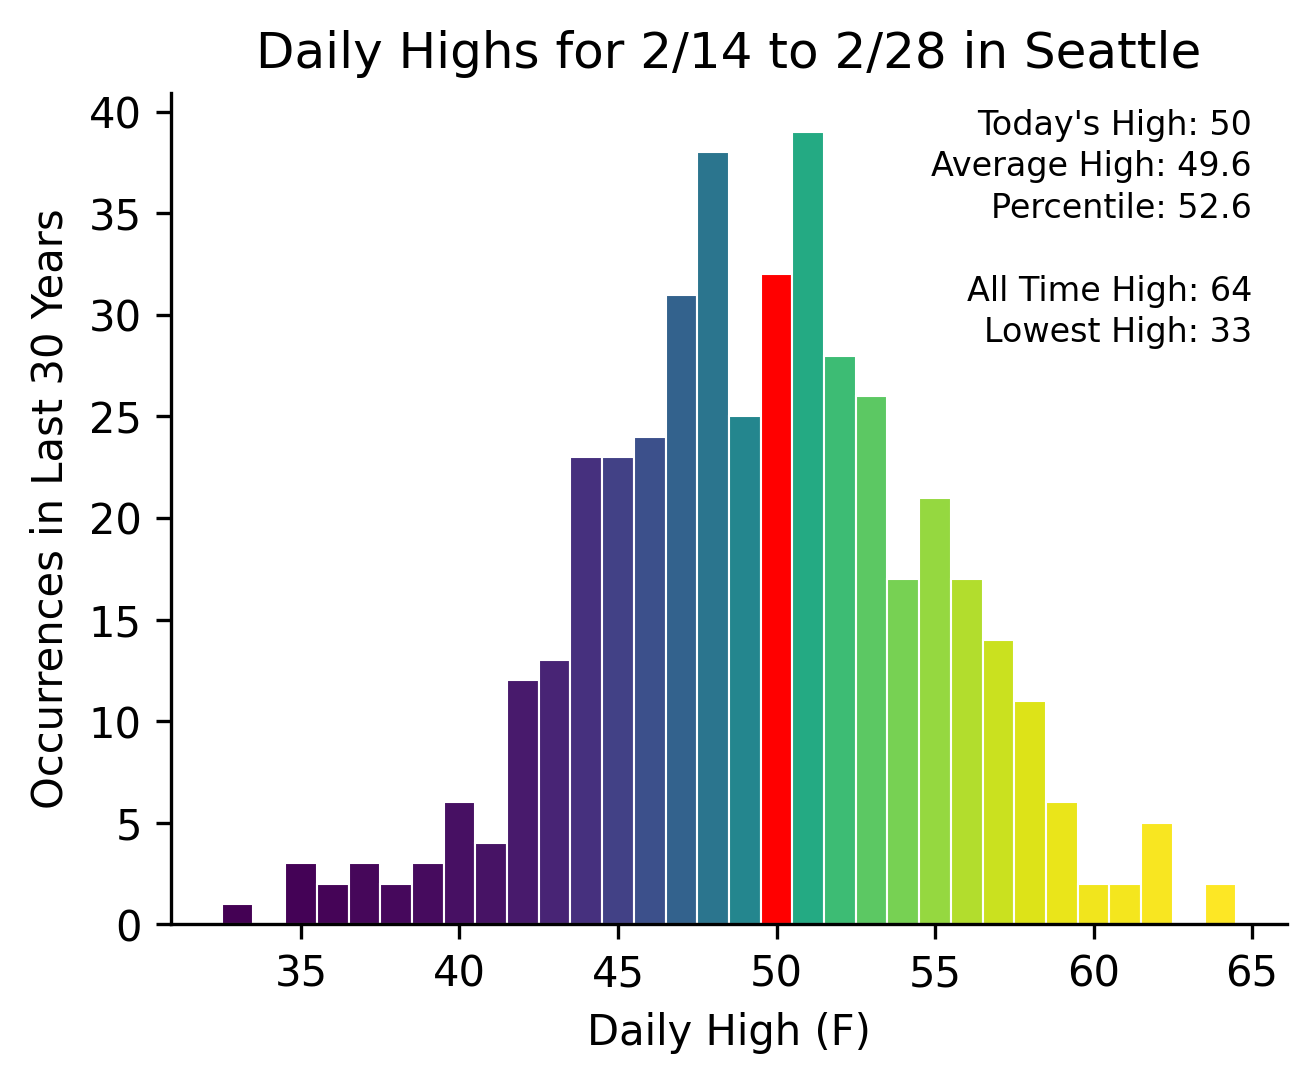 Daily Highs for 2/14 to 2/28 in Seattle
Today's High: 50
Average High: 49.6
Percentile: 52.6
All Time High: 64
Lowest High: 33
Occurrences in Last 30 Years
40
35
30
25
20
15
10
5
0
35 40 45 50 55 60 65
Daily High (F)